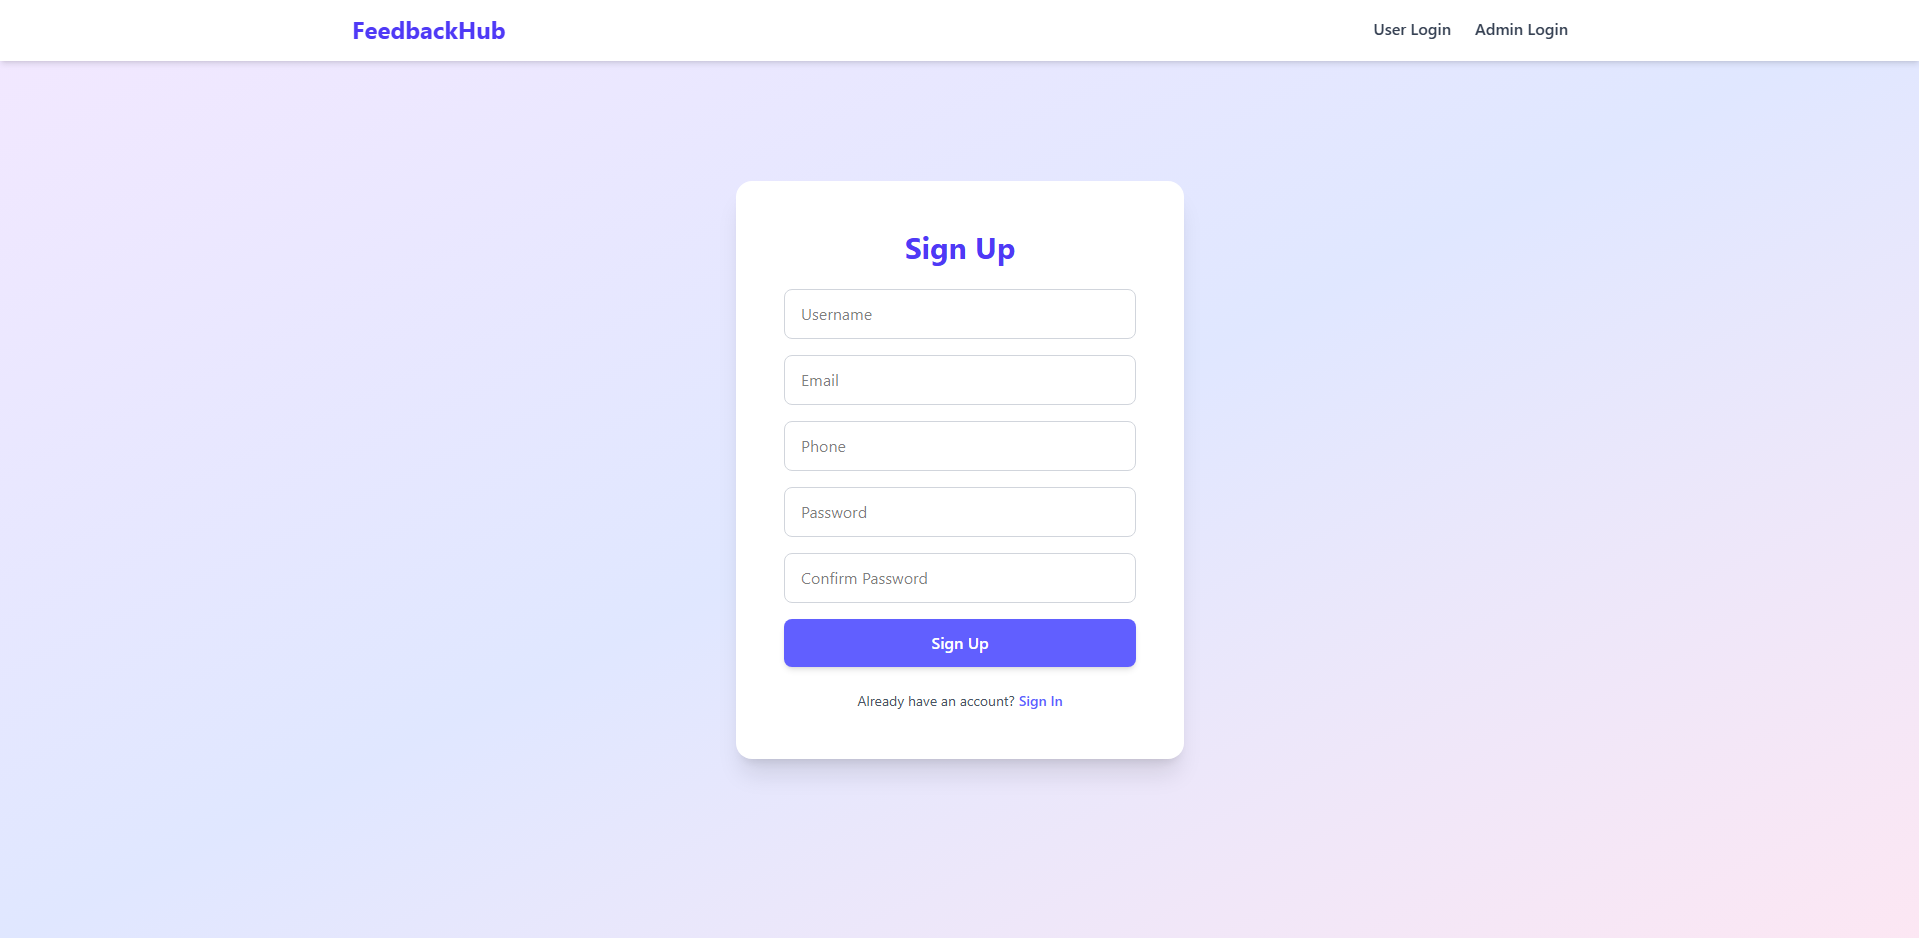 FeedbackHub
User Login
Admin Login
Sign Up
Username
Email
Phone
Password
Confirm Password
Sign Up
Already have an account? Sign In